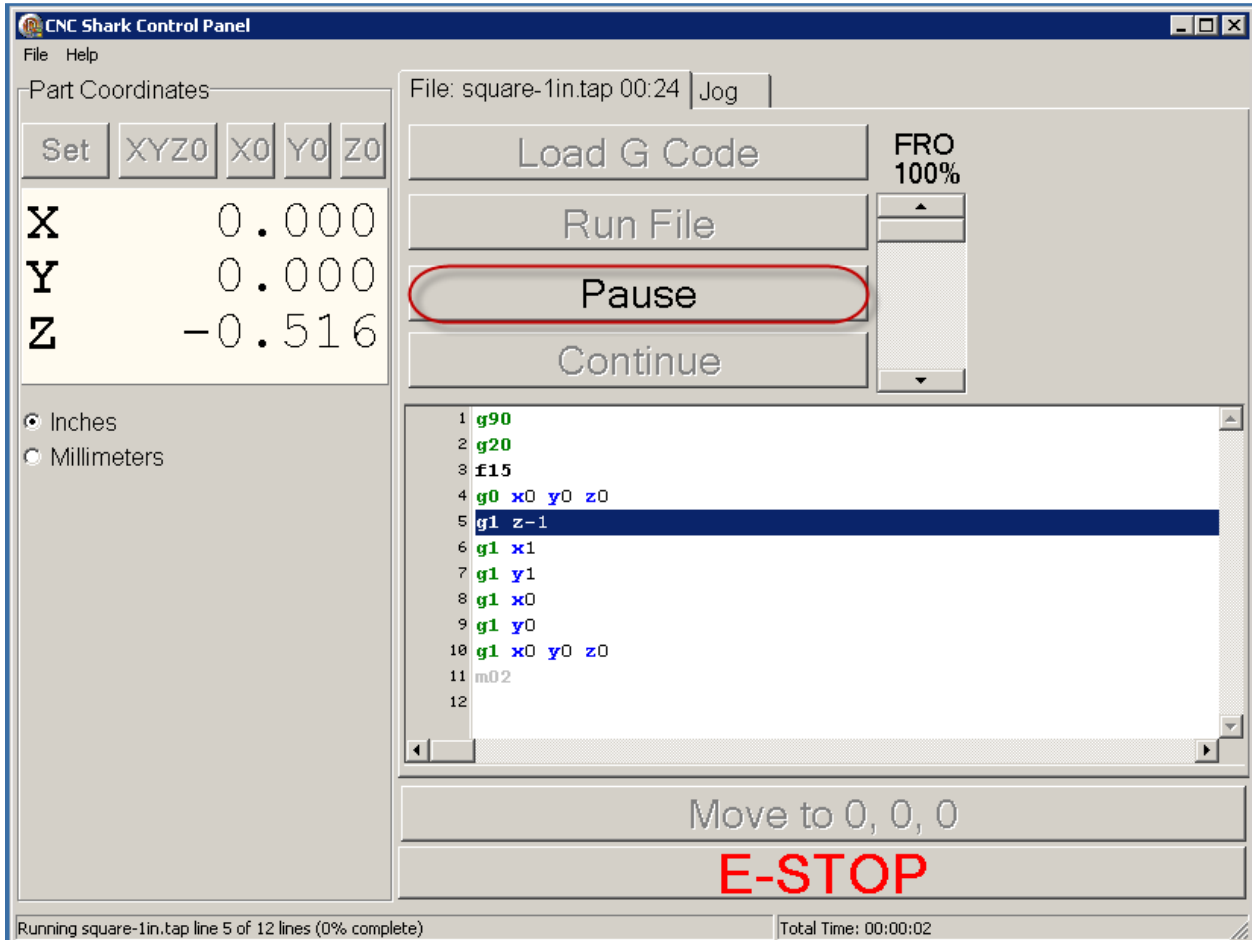 CNC Shark Control Panel
File Help
Part Coordinates
Set XYZ0 X0 Y0 Z0
X 0.000
Y 0.000
Z -0.516
Inches
Millimeters
File: square-1in.tap 00:24
Jog
Load G Code
Run File
Pause
Continue
FRO
100%
1 g90
2 g20
3 f15
4 g0 x0 y0 z0
5 g1 z-1
6 g1 x1
7 g1 y1
8 g1 x0
9 g1 y0
10 g1 x0 y0 z0
11 m02
12
Move to 0, 0, 0
E-STOP
Running square-1in.tap line 5 of 12 lines (0% complete)
Total Time: 00:00:02